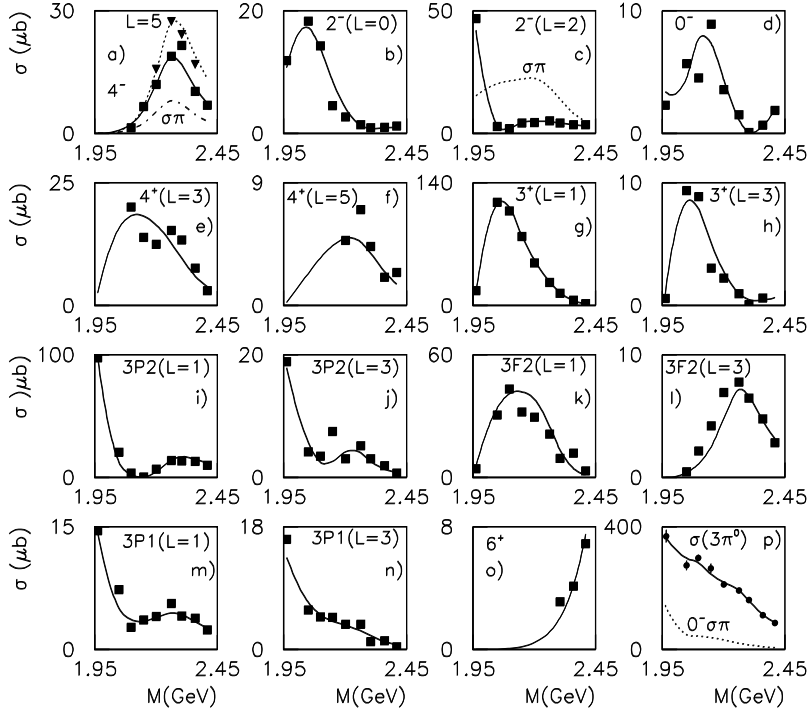 σ (μb)
30
0
1.95
2.45
L=5
a)
4⁻
σπ
20
0
1.95
2.45
2⁻(L=0)
b)
50
0
1.95
2.45
2⁻(L=2)
c)
σπ
10
0
1.95
2.45
0⁻
d)
σ (μb)
25
0
1.95
2.45
4⁺(L=3)
e)
9
0
1.95
2.45
4⁺(L=5)
f)
140
0
1.95
2.45
3⁺(L=1)
g)
10
0
1.95
2.45
3⁺(L=3)
h)
σ )μb)
100
0
1.95
2.45
3P2(L=1)
i)
20
0
1.95
2.45
3P2(L=3)
j)
60
0
1.95
2.45
3F2(L=1)
k)
10
0
1.95
2.45
3F2(L=3)
l)
σ (μb)
15
0
1.95
2.45
3P1(L=1)
m)
M(GeV)
18
0
1.95
2.45
3P1(L=3)
n)
M(GeV)
8
0
1.95
2.45
6⁺
o)
M(GeV)
400
0
1.95
2.45
σ(3π⁰)
p)
0⁻σπ
M(GeV)